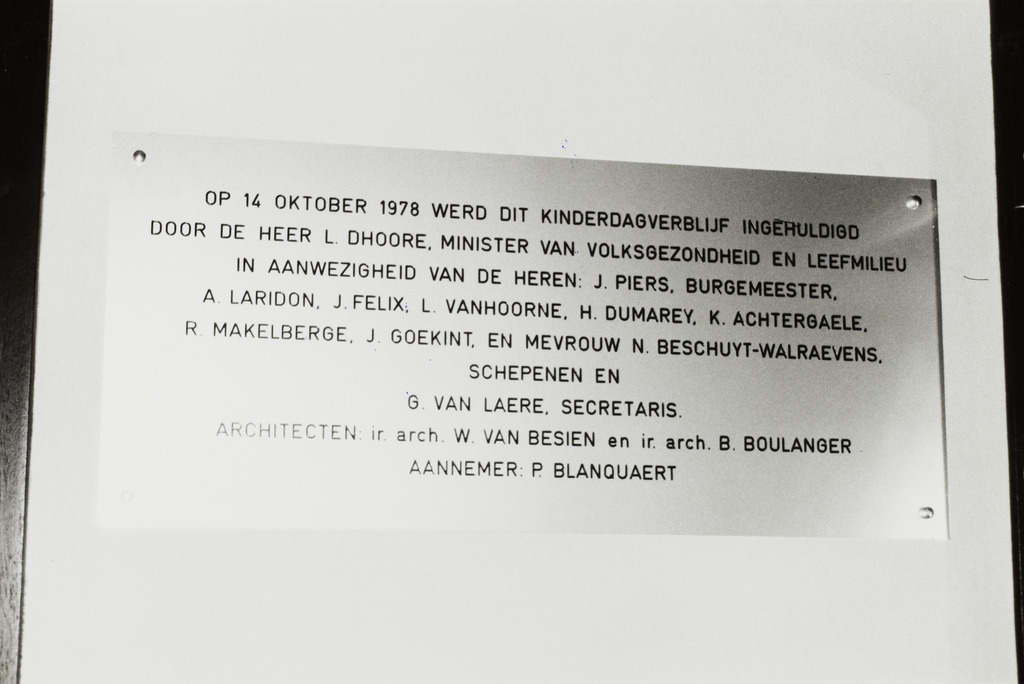 OP 14 OKTOBER 1978 WERD DIT KINDERDAGVERBLIJF INGEHULDIGD
DOOR DE HEER L. DHOORE, MINISTER VAN VOLKSGEZONDHEID EN LEEFMILIEU
IN AANWEZIGHEID VAN DE HEREN: J. PIERS, BURGEMEESTER,
A. LARIDON, J. FELIX, L. VANHOORNE, H. DUMAREY, K. ACHTERGAELE,
R. MAKELBERGE, J. GOEKINT, EN MEVROUW N. BESCHUYT-WALRAEVENS,
SCHEPENEN EN
G. VAN LAERE, SECRETARIS.
ARCHITECTEN: ir. arch. W. VAN BESIEN en ir. arch. B. BOULANGER
AANNEMER: P. BLANQUAERT